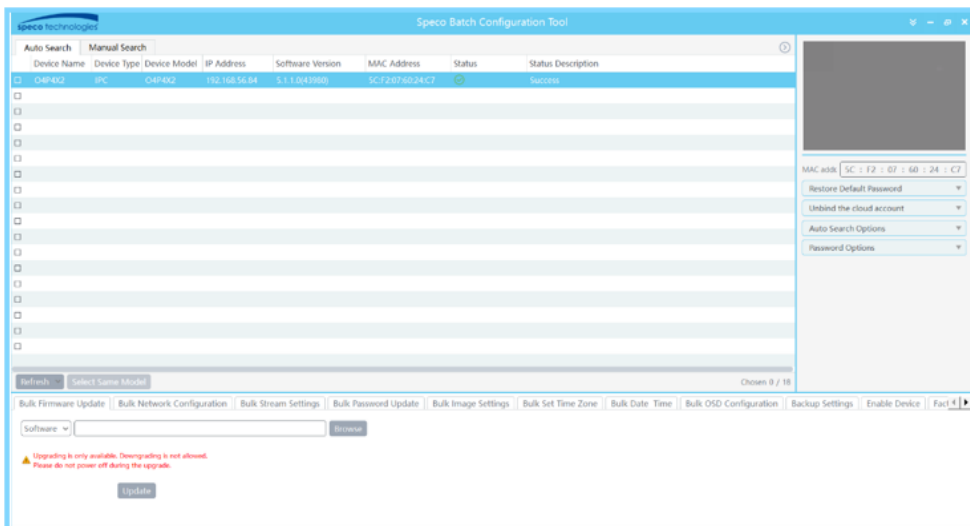 speco technologies
Speco Batch Configuration Tool
Auto Search Manual Search
Device Name Device Type Device Model IP Address Software Version MAC Address Status Status Description
O4P4X2 IPC O4P4X2 192.168.56.84 5.1.1.0(43980) 5C:F2:07:60:24:C7 Success
MAC addr. 5C : F2 : 07 : 60 : 24 : C7
Restore Default Password
Unbind the cloud account
Auto Search Options
Password Options
Refresh Select Same Model Chosen 0 / 18
Bulk Firmware Update Bulk Network Configuration Bulk Stream Settings Bulk Password Update Bulk Image Settings Bulk Set Time Zone Bulk Date Time Bulk OSD Configuration Backup Settings Enable Device Fact
Software Browse
Upgrading is only available. Downgrading is not allowed.
Please do not power off during the upgrade.
Update